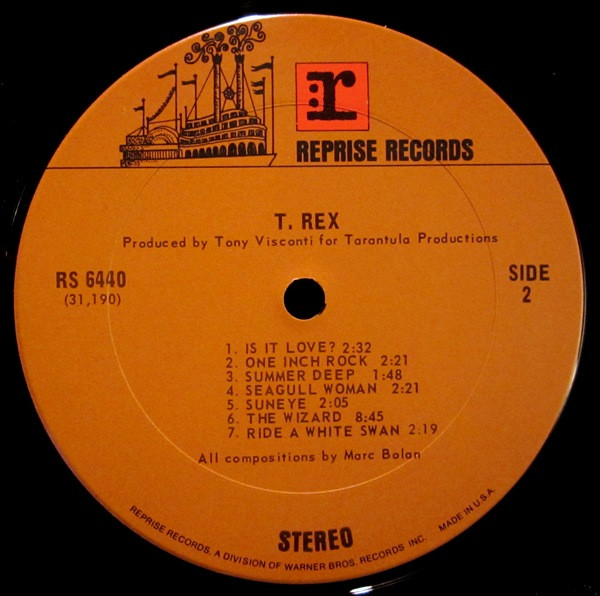 r
REPRISE RECORDS
T. REX
Produced by Tony Visconti for Tarantula Productions
RS 6440
(31,190)
SIDE
2
1. IS IT LOVE? 2:32
2. ONE INCH ROCK 2:21
3. SUMMER DEEP 1:48
4. SEAGULL WOMAN 2:21
5. SUNEYE 2:05
6. THE WIZARD 8:45
7. RIDE A WHITE SWAN 2:19
All compositions by Marc Bolan
STEREO
REPRISE RECORDS, A DIVISION OF WARNER BROS. RECORDS INC. MADE IN U.S.A.